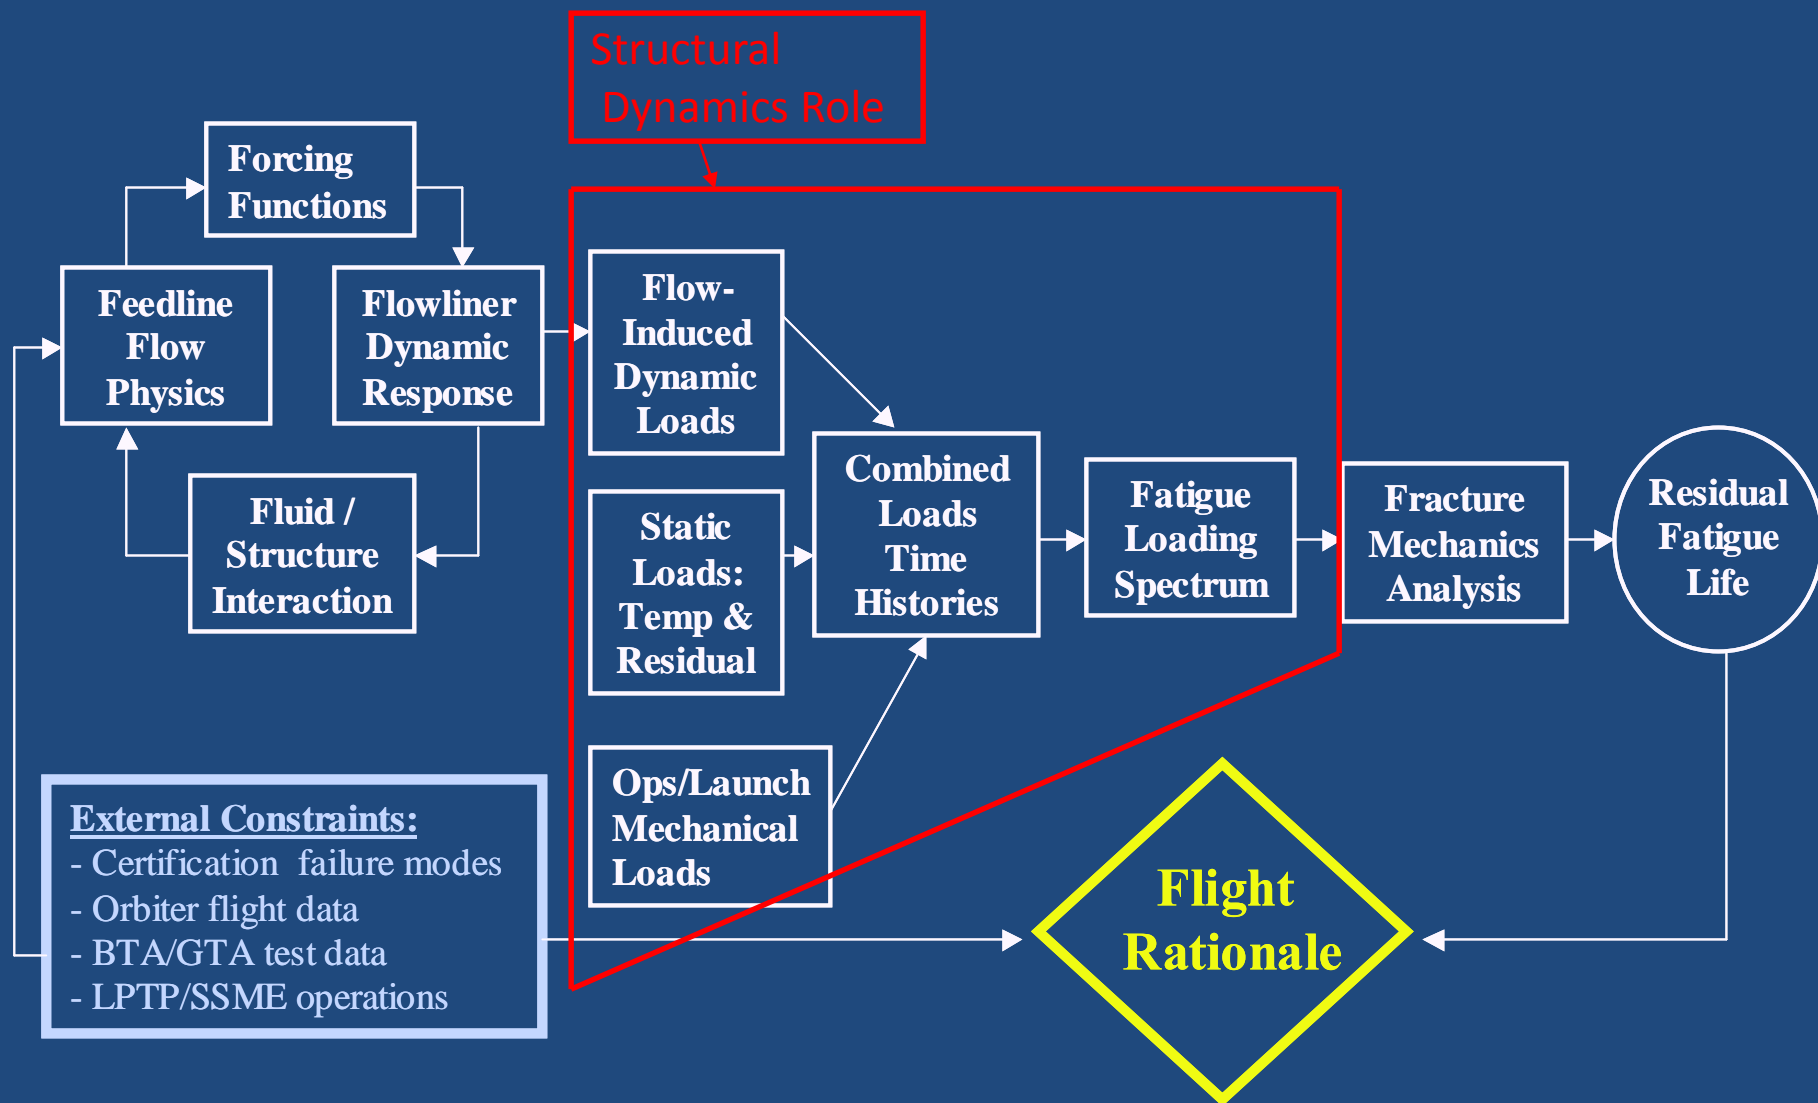 Structural
Dynamics Role
Forcing
Functions
Feedline
Flow
Physics
Flowliner
Dynamic
Response
Fluid /
Structure
Interaction
Flow-
Induced
Dynamic
Loads
Static
Loads:
Temp &
Residual
Ops/Launch
Mechanical
Loads
Combined
Loads
Time
Histories
Fatigue
Loading
Spectrum
Fracture
Mechanics
Analysis
Residual
Fatigue
Life
External Constraints:
- Certification  failure modes
- Orbiter flight data
- BTA/GTA test data
- LPTP/SSME operations
Flight
Rationale